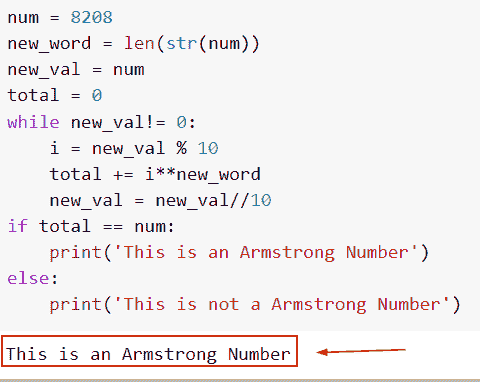 num = 8208
new_word = len(str(num))
new_val = num
total = 0
while new_val!= 0:
    i = new_val % 10
    total += i**new_word
    new_val = new_val//10
if total == num:
    print('This is an Armstrong Number')
else:
    print('This is not a Armstrong Number')
This is an Armstrong Number